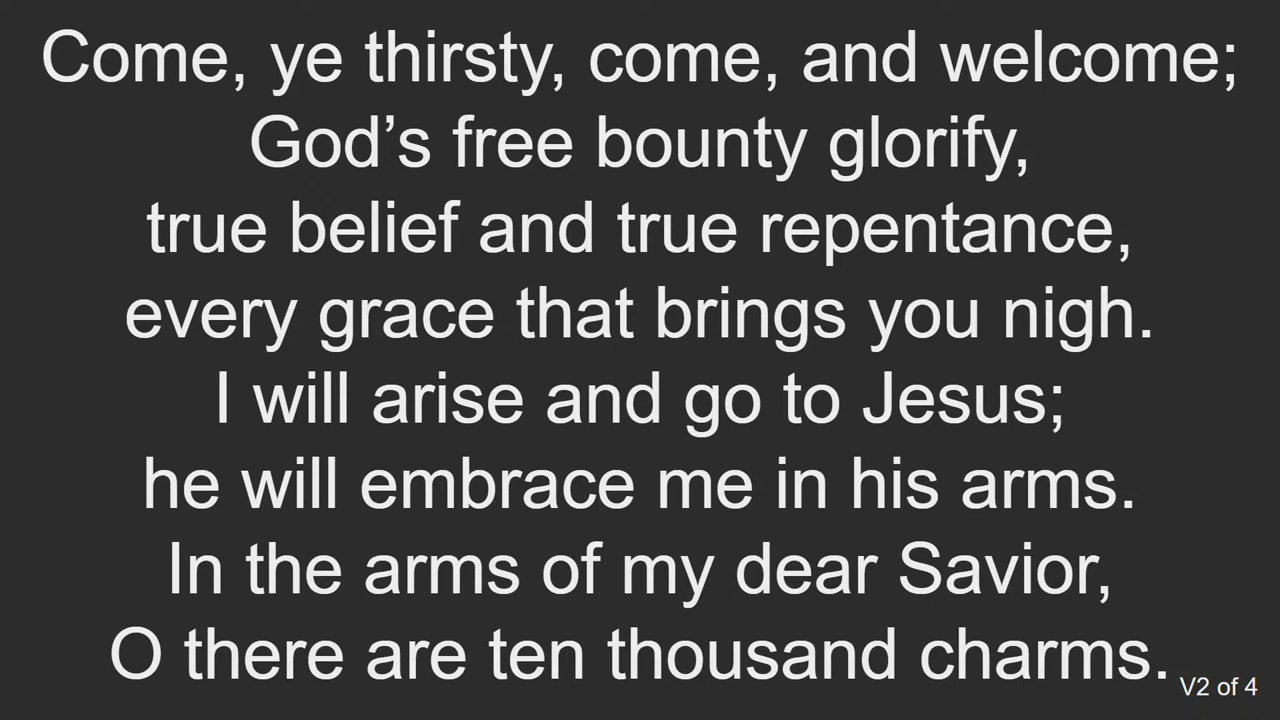 Come, ye thirsty, come, and welcome;
God’s free bounty glorify,
true belief and true repentance,
every grace that brings you nigh.
I will arise and go to Jesus;
he will embrace me in his arms.
In the arms of my dear Savior,
O there are ten thousand charms.
V2 of 4